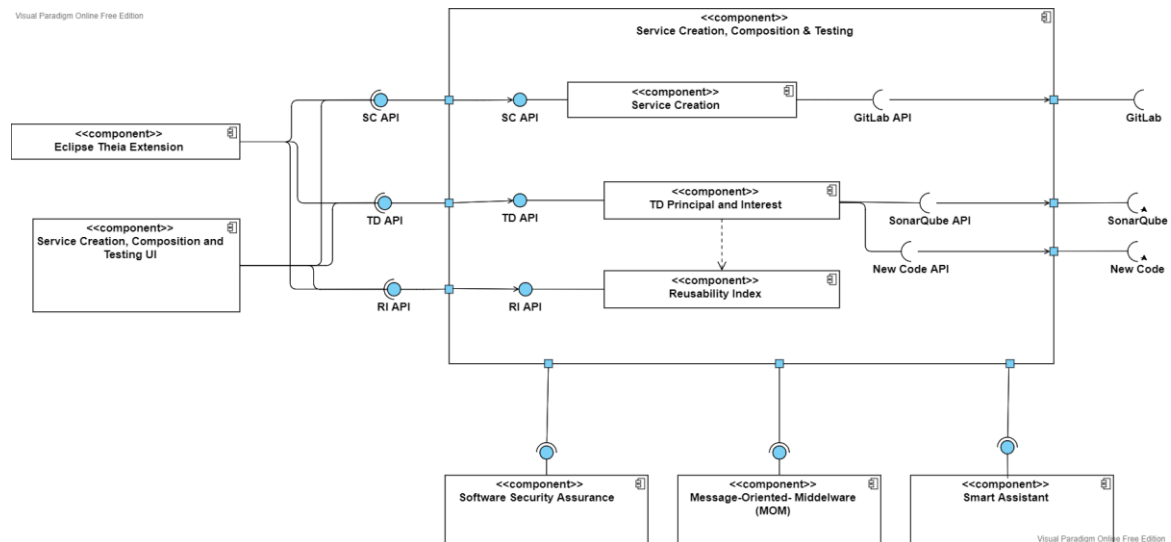 Visual Paradigm Online Free Edition
<<component>>
Service Creation, Composition & Testing
<<component>>
Service Creation
SC API
SC API
GitLab API
GitLab
<<component>>
Eclipse Theia Extension
<<component>>
TD Principal and Interest
TD API
TD API
SonarQube API
SonarQube
<<component>>
Service Creation, Composition and
Testing UI
New Code API
New Code
<<component>>
Reusability Index
RI API
RI API
<<component>>
Software Security Assurance
<<component>>
Message-Oriented- Middelware
(MOM)
<<component>>
Smart Assistant
Visual Paradigm Online Free Edition